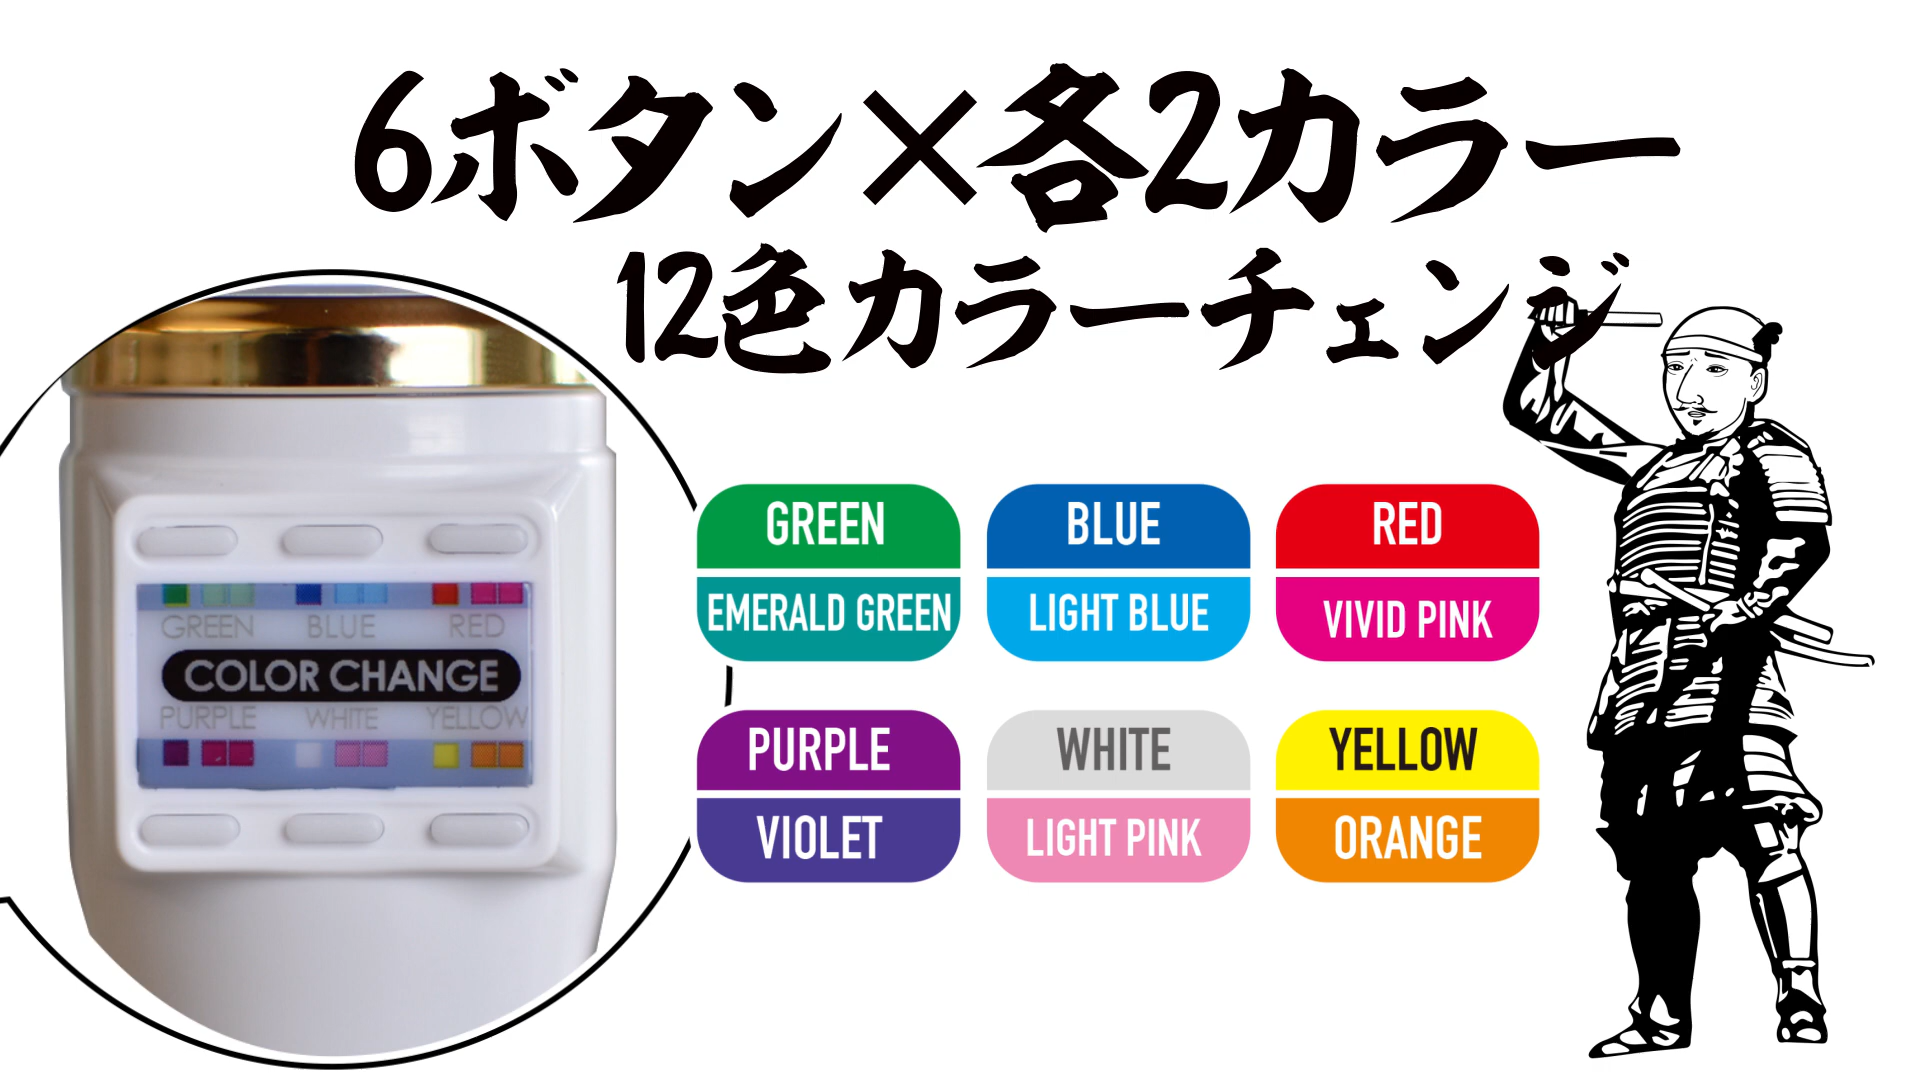 6ボタン×各2カラー
12色カラーチェンジ
GREEN BLUE RED
COLOR CHANGE
PURPLE WHITE YELLOW
GREEN
EMERALD GREEN
BLUE
LIGHT BLUE
RED
VIVID PINK
PURPLE
VIOLET
WHITE
LIGHT PINK
YELLOW
ORANGE